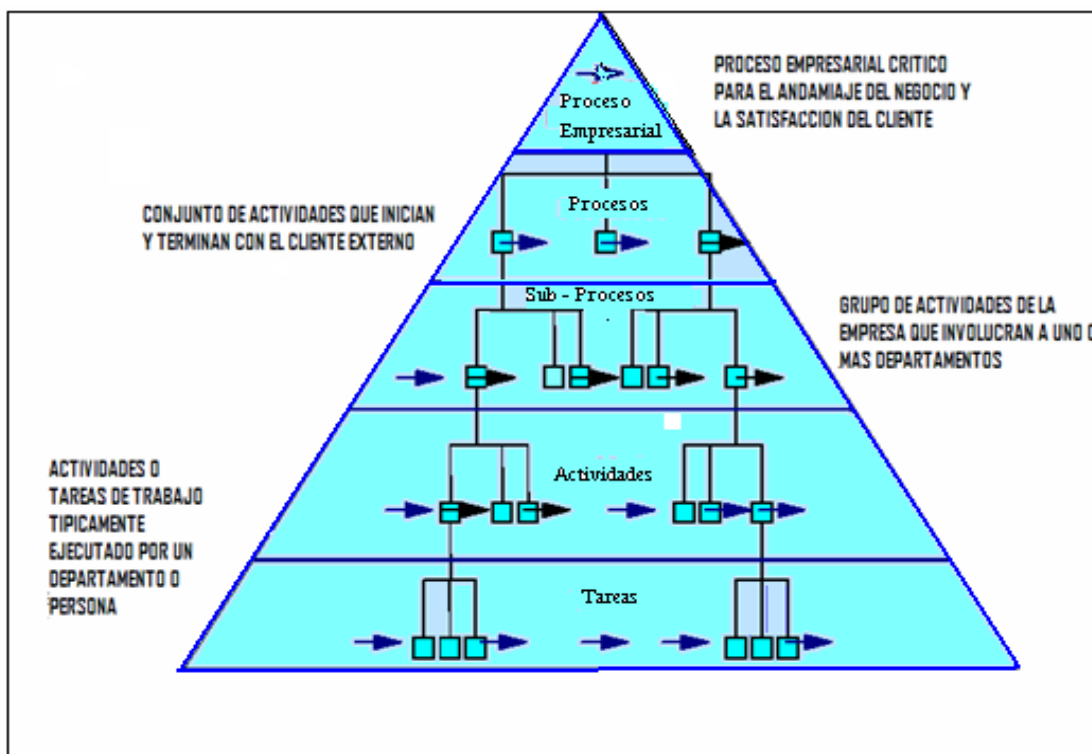 PROCESO EMPRESARIAL CRITICO
PARA EL ANDAMIAJE DEL NEGOCIO Y
LA SATISFACCION DEL CLIENTE
Proceso
Empresarial
CONJUNTO DE ACTIVIDADES QUE INICIAN
Y TERMINAN CON EL CLIENTE EXTERNO
Procesos
Sub - Procesos
GRUPO DE ACTIVIDADES DE LA
EMPRESA QUE INVOLUCRAN A UNO O
MAS DEPARTAMENTOS
Actividades
ACTIVIDADES O
TAREAS DE TRABAJO
TIPICAMENTE
EJECUTADO POR UN
DEPARTAMENTO O
PERSONA
Tareas